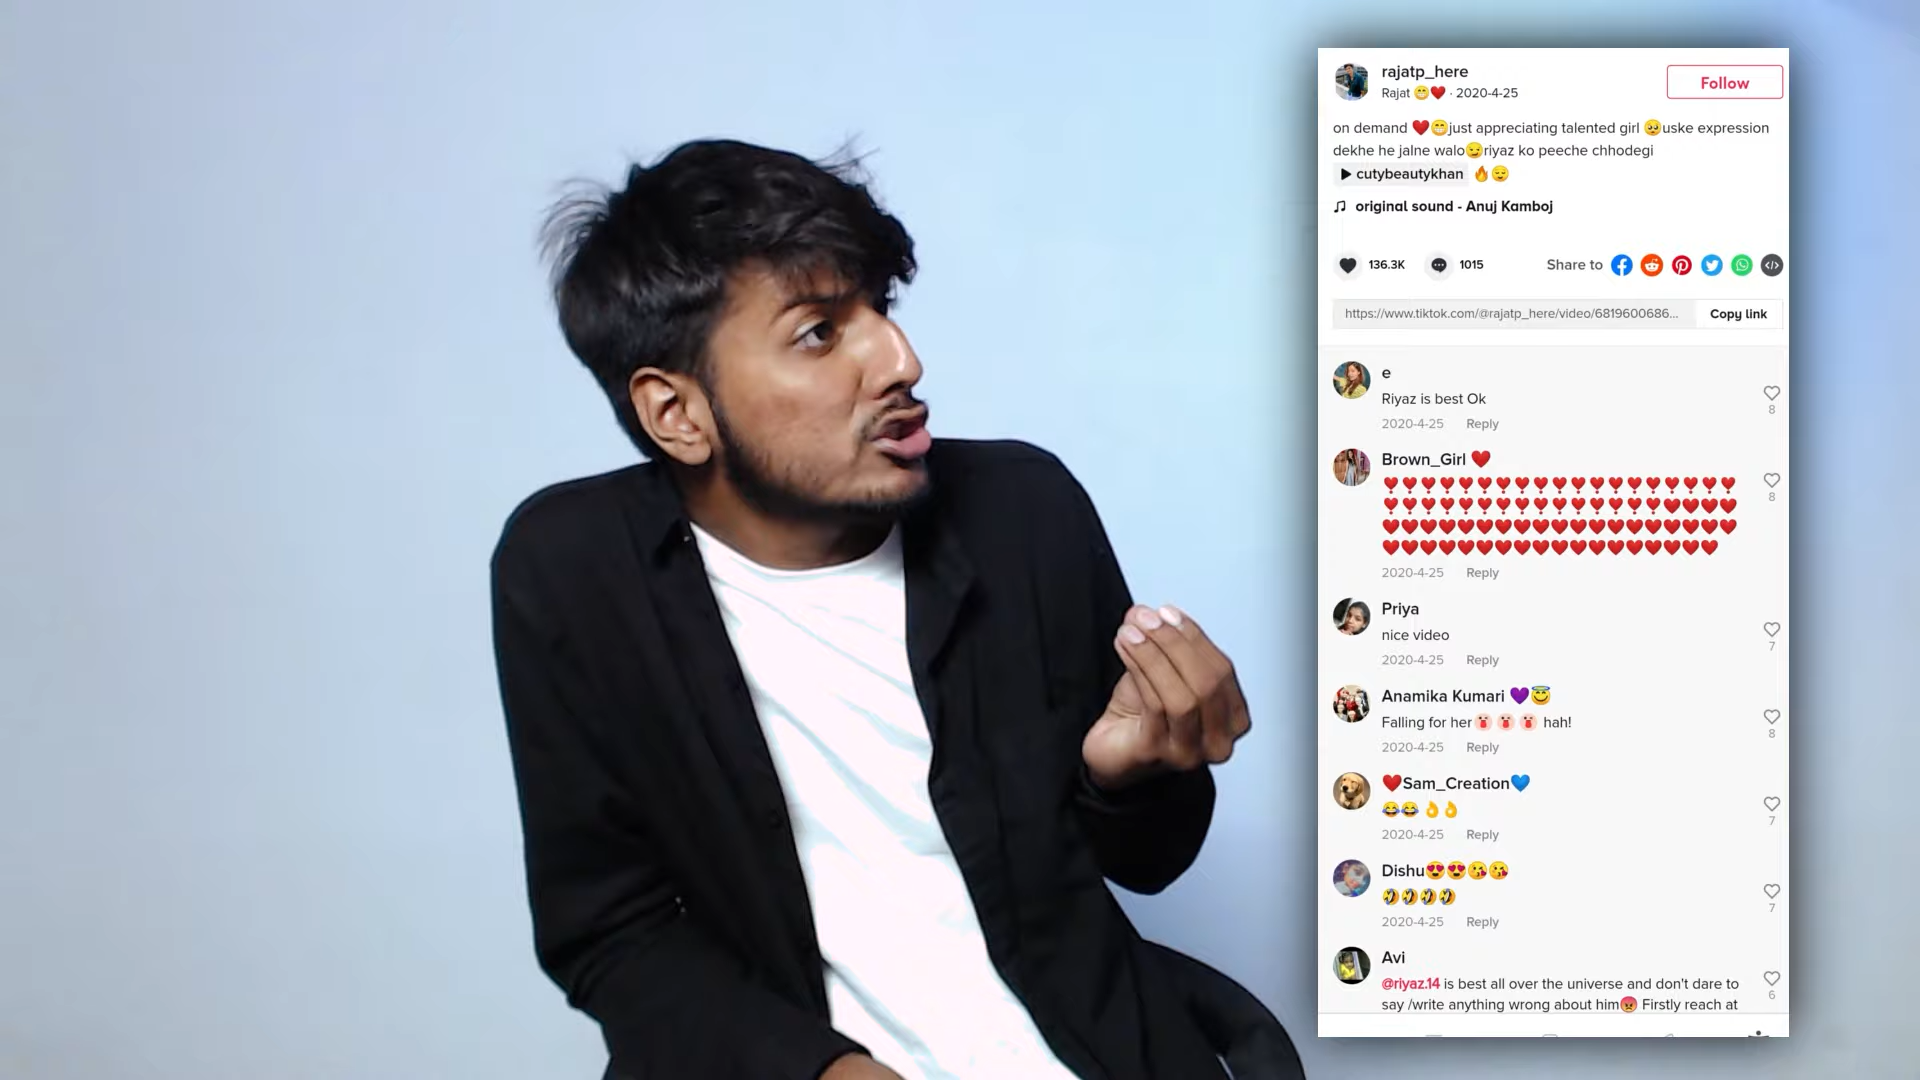 rajatp_here
Follow
Rajat 😁❤️ · 2020-4-25
on demand ❤️😁just appreciating talented girl 🥺uske expression
dekhe he jalne walo😏riyaz ko peeche chhodegi
cutybeautykhan 🔥😌
original sound - Anuj Kamboj
136.3K
1015
Share to
https://www.tiktok.com/@rajatp_here/video/6819600686...
Copy link
e
Riyaz is best Ok
8
2020-4-25 Reply
Brown_Girl ❤️
❣❣❣❣❣❣❣❣❣❣❣❣❣❣❣❣❣❣❣
❣❣❣❣❣❣❣❣❣❣❣❣❣❣❣❤️❤️❤️❤️
❤️❤️❤️❤️❤️❤️❤️❤️❤️❤️❤️❤️❤️❤️❤️❤️❤️❤️❤️
❤️❤️❤️❤️❤️❤️❤️❤️❤️❤️❤️❤️❤️❤️❤️❤️❤️❤️
8
2020-4-25 Reply
Priya
nice video
7
2020-4-25 Reply
Anamika Kumari 💜😇
Falling for her hah!
8
2020-4-25 Reply
❤️Sam_Creation💙
😂😂👌👌
7
2020-4-25 Reply
Dishu😍😍😘😘
🤣🤣🤣🤣
7
2020-4-25 Reply
Avi
@riyaz.14 is best all over the universe and don't dare to
say /write anything wrong about him😡 Firstly reach at
6